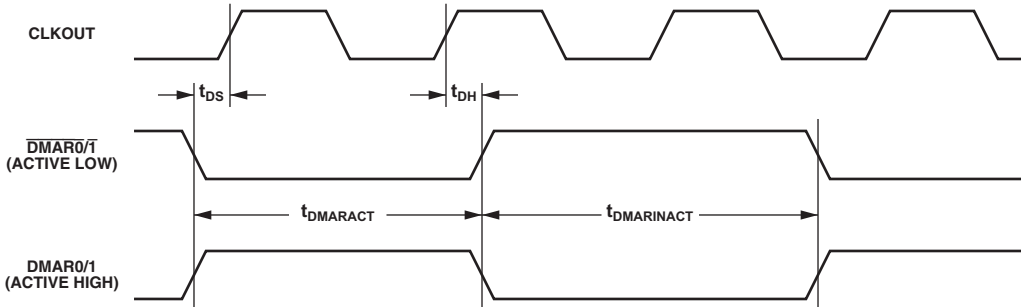 CLKOUT
tDS
tDH
DMAR0/1
(ACTIVE LOW)
tDMARACT
tDMARINACT
DMAR0/1
(ACTIVE HIGH)